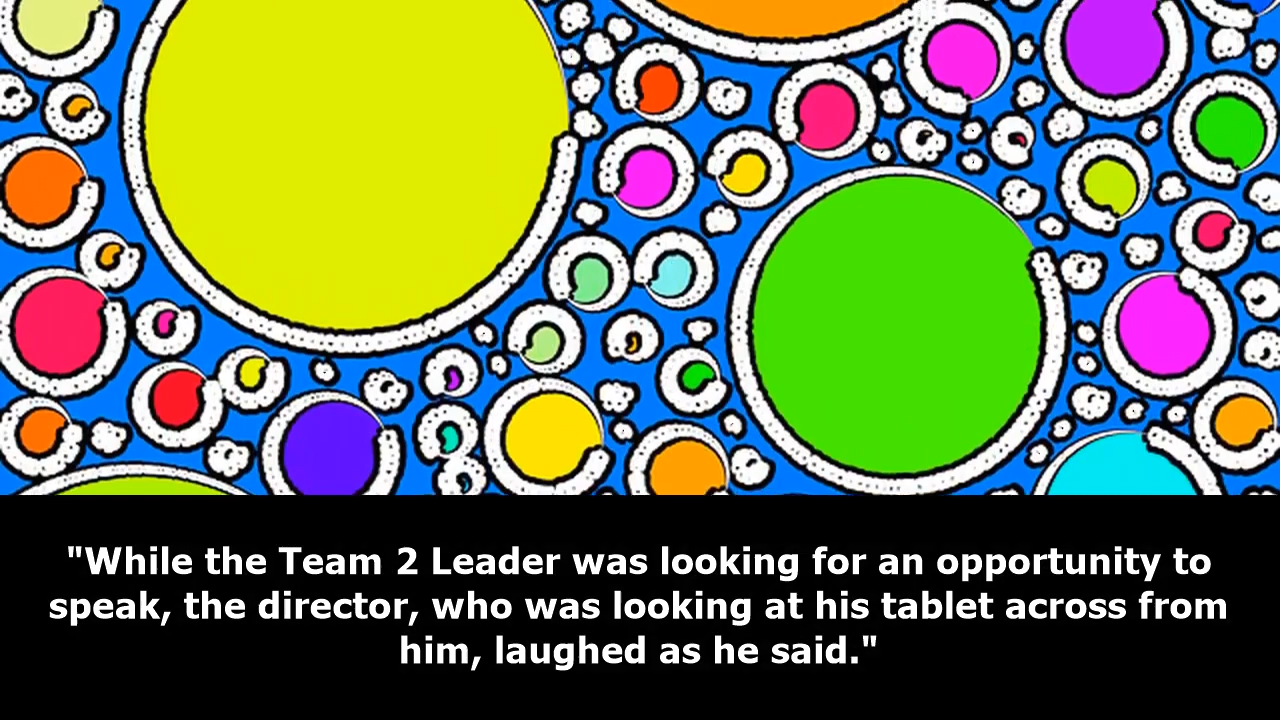 "While the Team 2 Leader was looking for an opportunity to
speak, the director, who was looking at his tablet across from
him, laughed as he said."